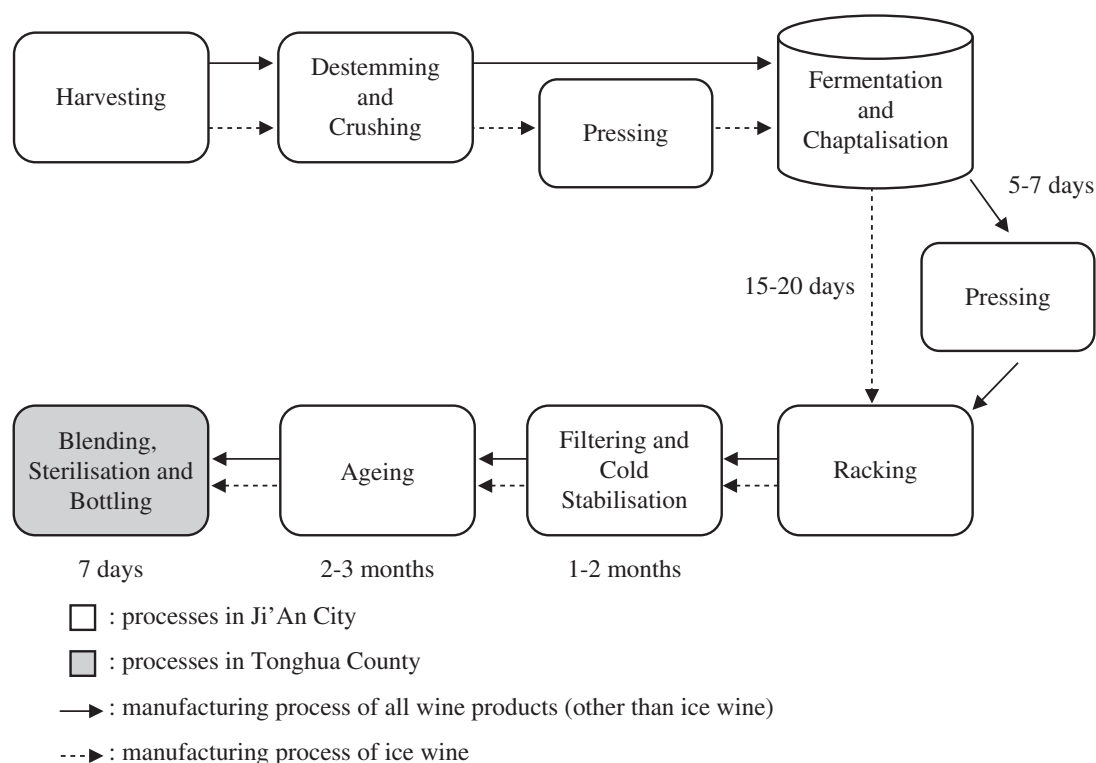 Harvesting
Destemming
and
Crushing
Pressing
Fermentation
and
Chaptalisation
5-7 days
15-20 days
Pressing
Blending,
Sterilisation and
Bottling
Ageing
Filtering and
Cold
Stabilisation
Racking
7 days
2-3 months
1-2 months
: processes in Ji’An City
: processes in Tonghua County
: manufacturing process of all wine products (other than ice wine)
: manufacturing process of ice wine